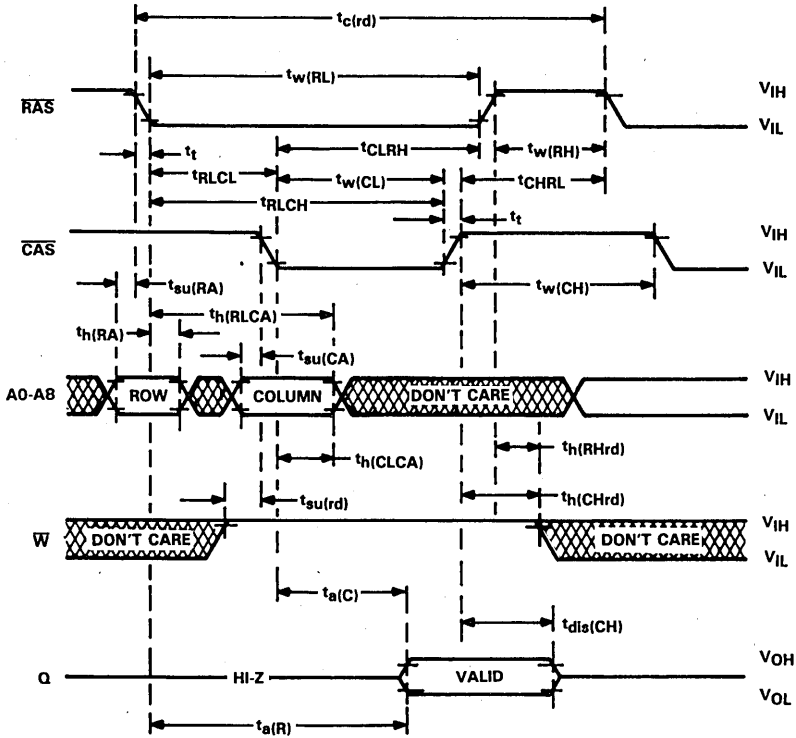 tc(rd)
tw(RL)
RAS
VIH
VIL
tCLRH
tw(RH)
tt
tRLCL
tw(CL)
tCHRL
tRLCH
tt
CAS
VIH
VIL
tsu(RA)
tw(CH)
th(RLCA)
th(RA)
tsu(CA)
A0-A8
ROW
COLUMN
DON'T CARE
VIH
VIL
th(RHrd)
th(CLCA)
tsu(rd)
th(CHrd)
W
DON'T CARE
DON'T CARE
VIH
VIL
ta(C)
tdis(CH)
Q
HI-Z
VALID
VOH
VOL
ta(R)